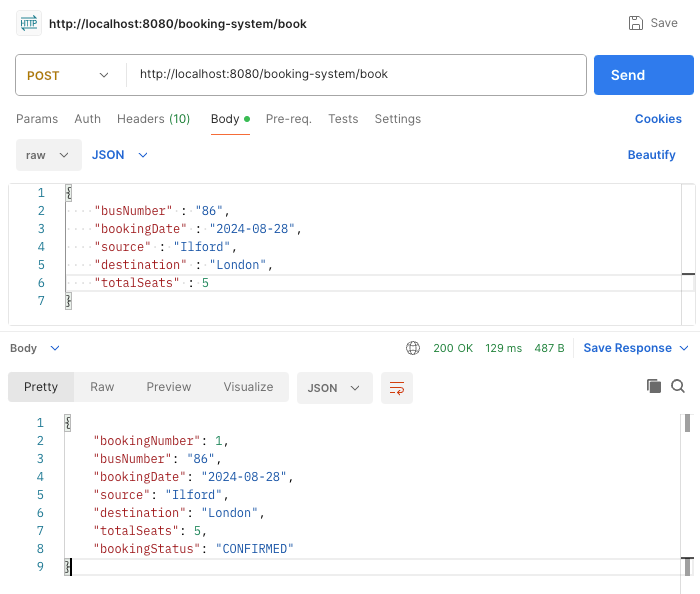 HTTP http://localhost:8080/booking-system/book Save
POST http://localhost:8080/booking-system/book Send
Params Auth Headers (10) Body Pre-req. Tests Settings Cookies
raw JSON Beautify
1 {
2 "busNumber" : "86",
3 "bookingDate" : "2024-08-28",
4 "source" : "Ilford",
5 "destination" : "London",
6 "totalSeats" : 5
7 }
Body 200 OK 129 ms 487 B Save Response
Pretty Raw Preview Visualize JSON
1 {
2 "bookingNumber": 1,
3 "busNumber": "86",
4 "bookingDate": "2024-08-28",
5 "source": "Ilford",
6 "destination": "London",
7 "totalSeats": 5,
8 "bookingStatus": "CONFIRMED"
9 }